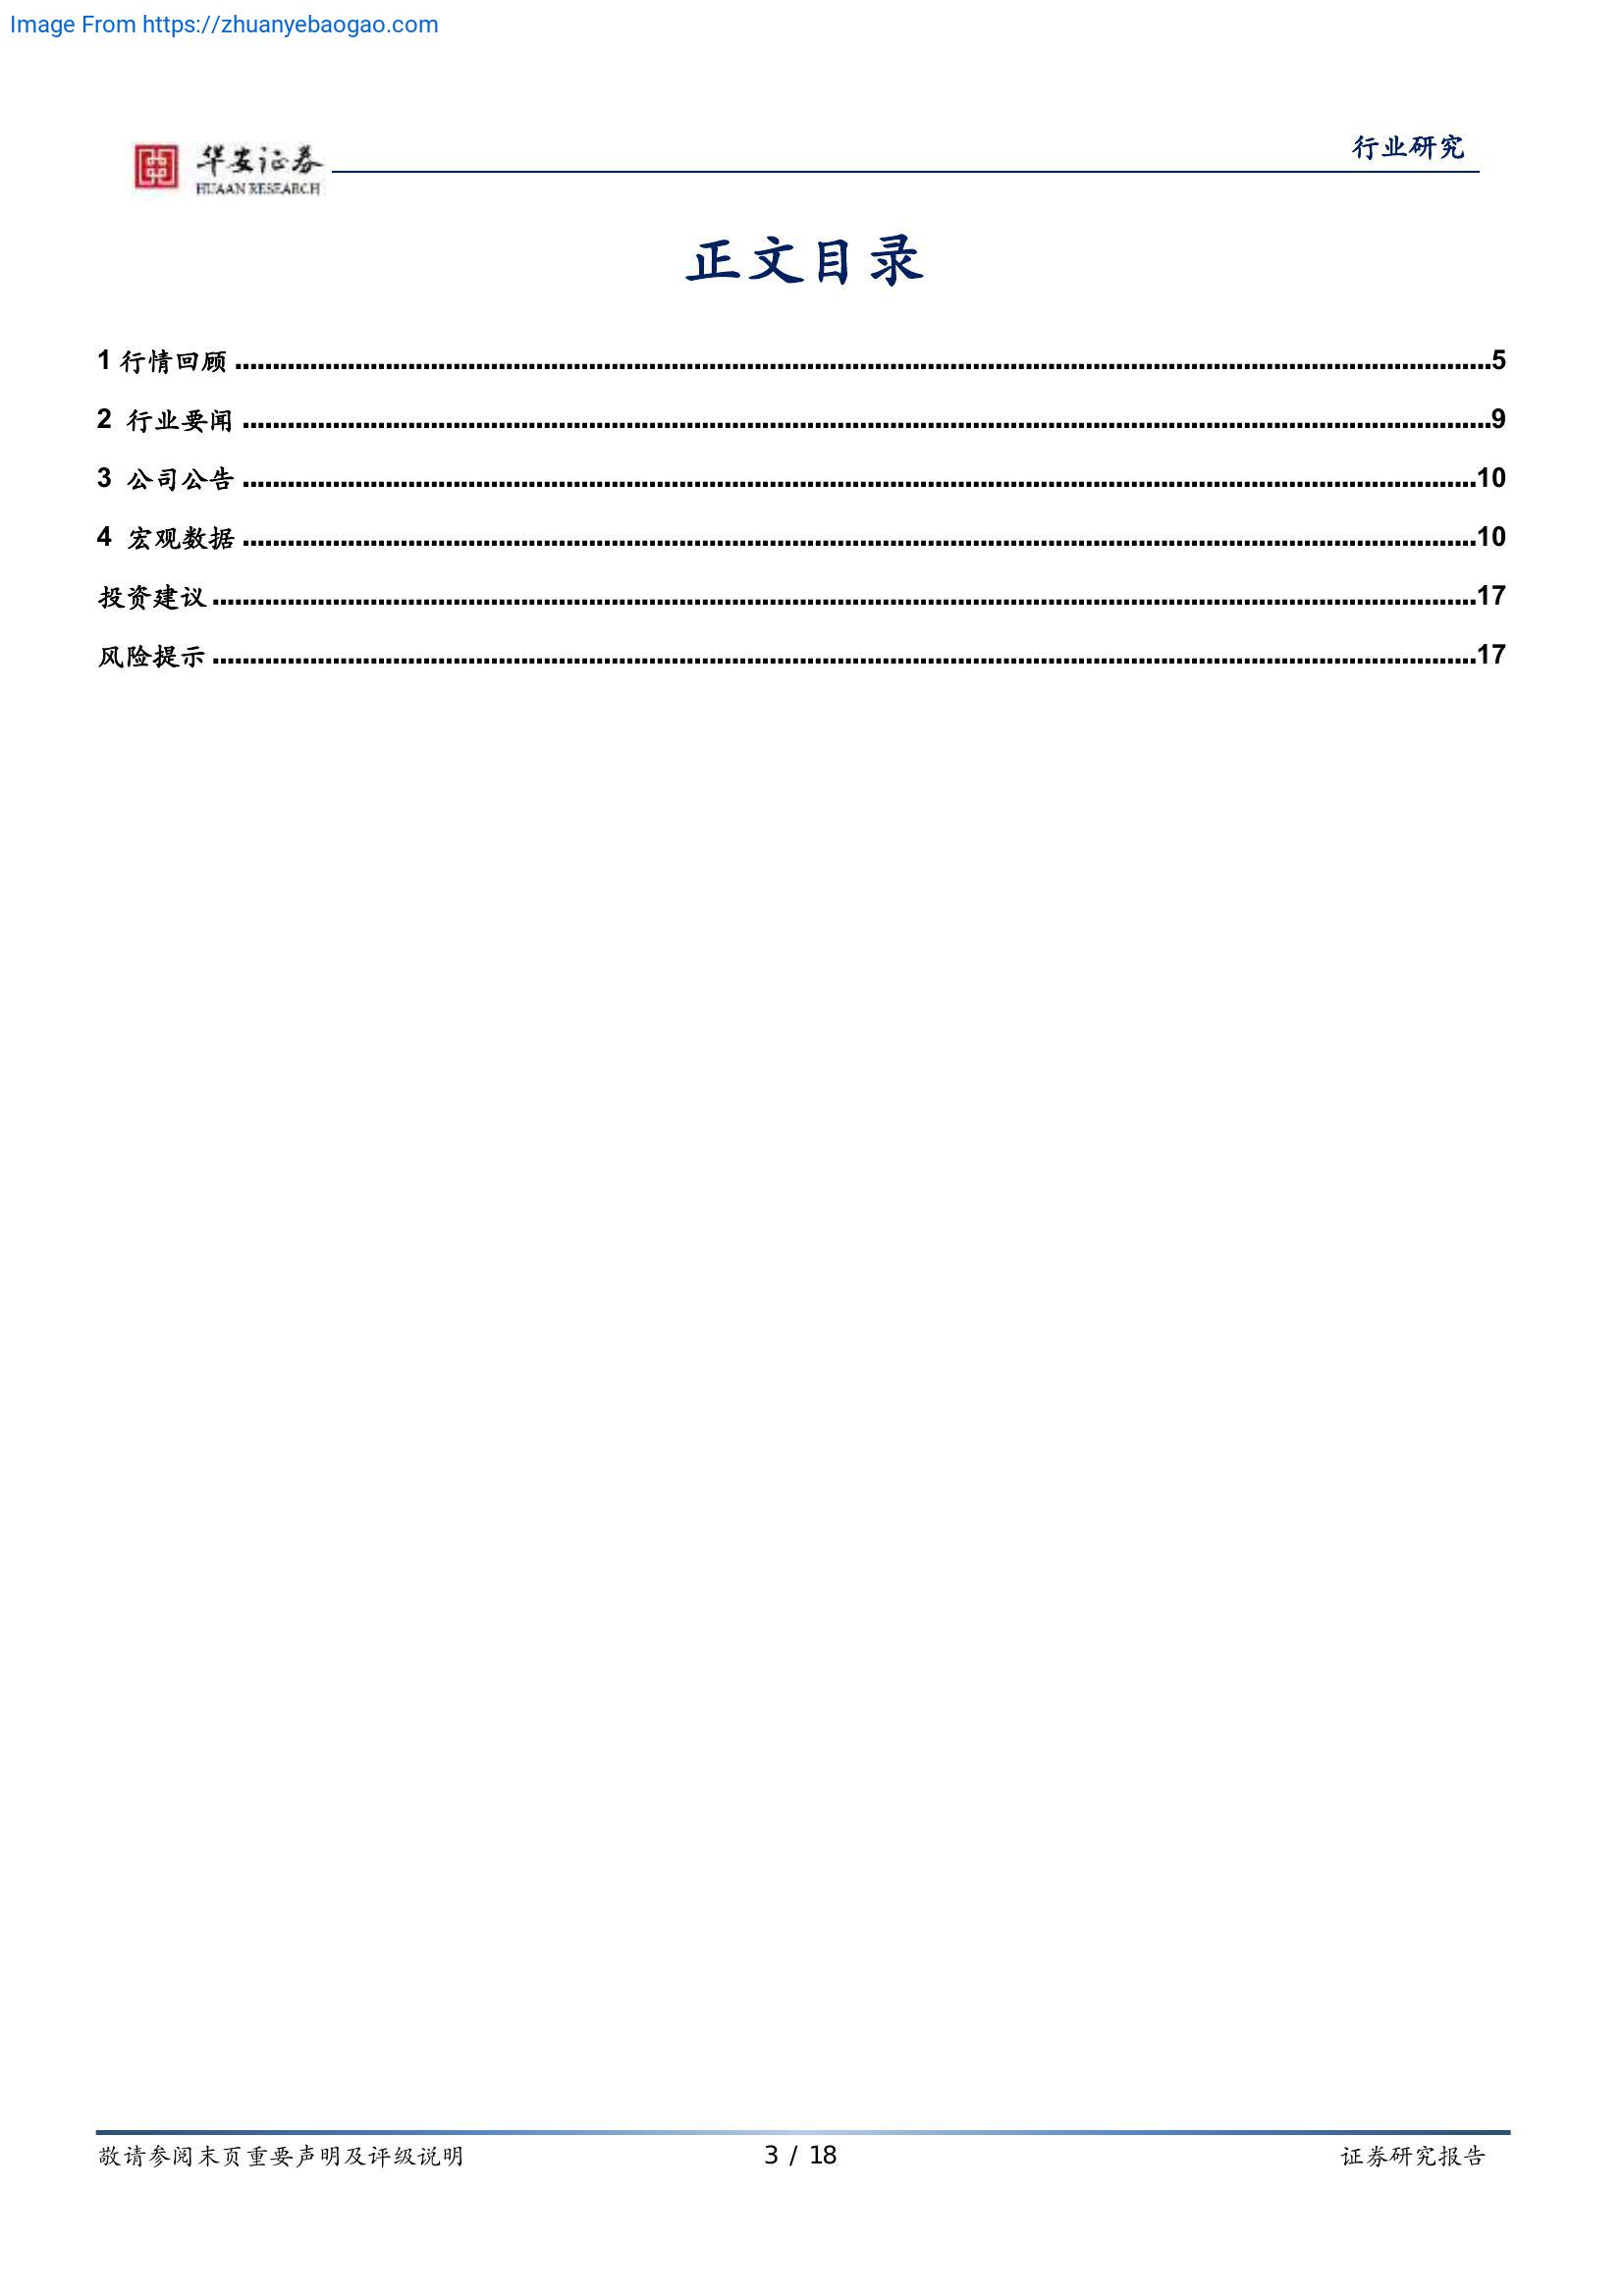 Image From https://zhuanyebaogao.com
行业研究
华安证券
HUAAN RESEARCH
正文目录
1 行情回顾 ................................................................................ 5
2 行业要闻 ................................................................................ 9
3 公司公告 ................................................................................ 10
4 宏观数据 ................................................................................ 10
投资建议 ................................................................................ 17
风险提示 ................................................................................ 17
敬请参阅末页重要声明及评级说明 3 / 18 证券研究报告